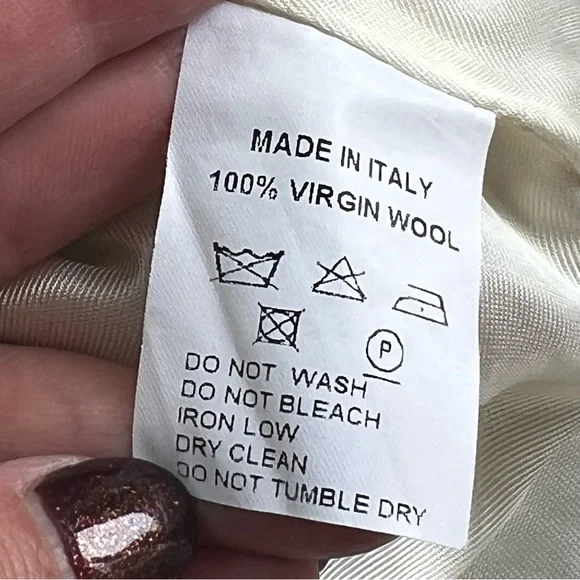 MADE IN ITALY
100% VIRGIN WOOL
P
DO NOT WASH
DO NOT BLEACH
IRON LOW
DRY CLEAN
DO NOT TUMBLE DRY